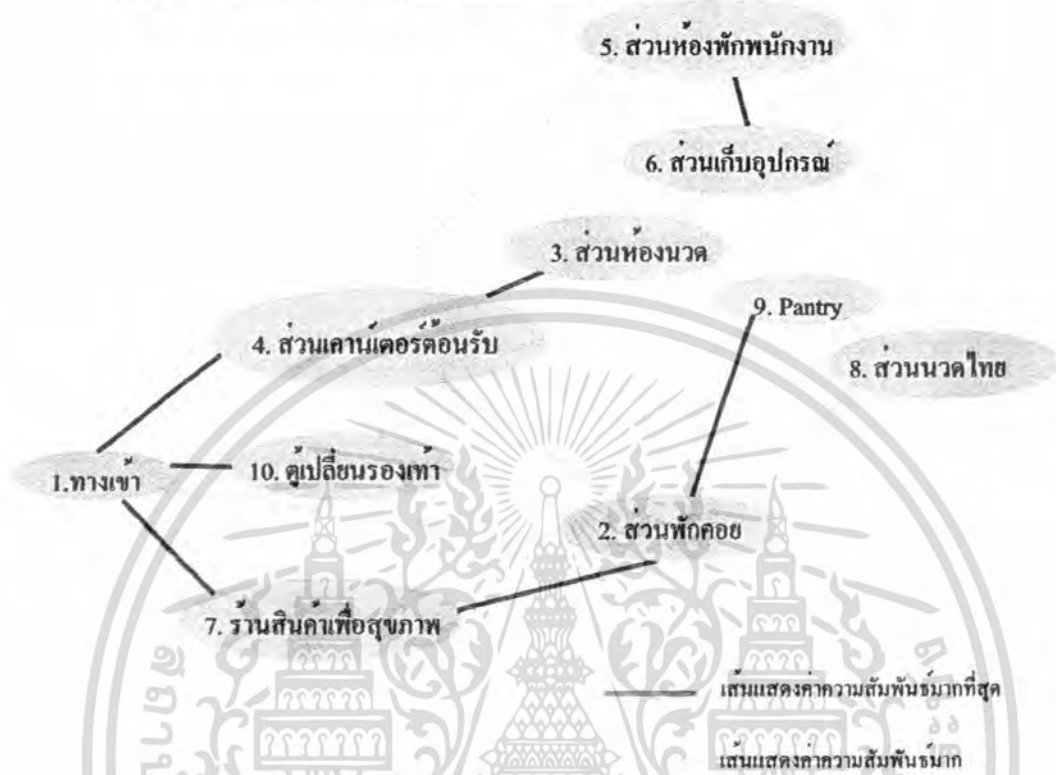 5. ส่วนห้องพักพนักงาน
6. ส่วนเก็บอุปกรณ์
3. ส่วนห้องนวด
9. Pantry
4. ส่วนเคาน์เตอร์ต้อนรับ
8. ส่วนนวดไทย
1.ทางเข้า
10. ตู้เปลี่ยนรองเท้า
2. ส่วนพักคอย
7. ร้านสินค้าเพื่อสุขภาพ
เส้นแสดงค่าความสัมพันธ์มากที่สุด
เส้นแสดงค่าความสัมพันธ์มาก